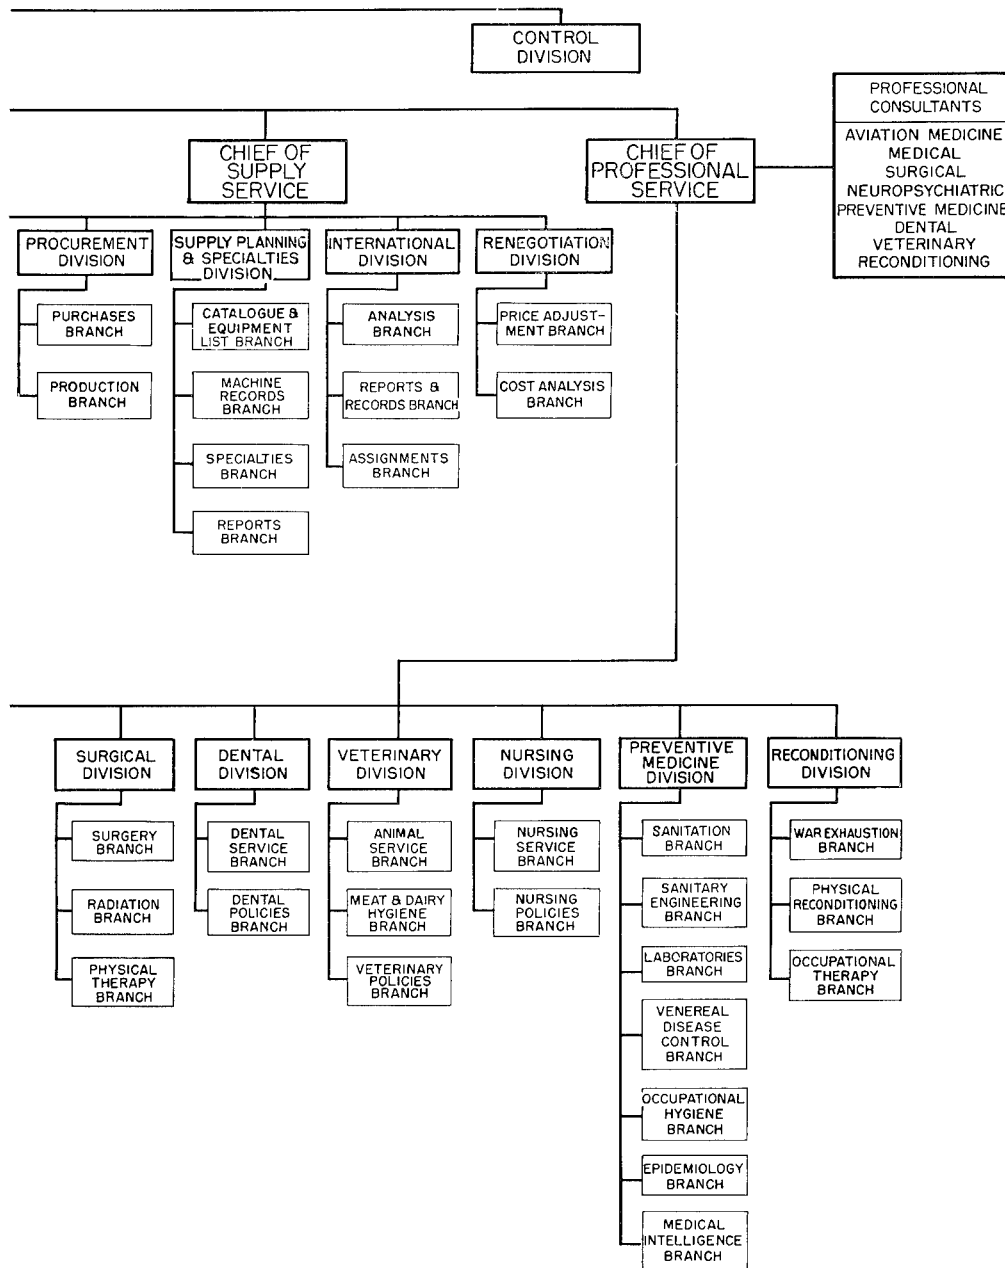 CONTROL
DIVISION
PROFESSIONAL
CONSULTANTS
AVIATION MEDICINE
MEDICAL
SURGICAL
NEUROPSYCHIATRIC
PREVENTIVE MEDICINE
DENTAL
VETERINARY
RECONDITIONING
CHIEF OF
SUPPLY
SERVICE
CHIEF OF
PROFESSIONAL
SERVICE
PROCUREMENT
DIVISION
PURCHASES
BRANCH
PRODUCTION
BRANCH
SUPPLY PLANNING
& SPECIALTIES
DIVISION
CATALOGUE &
EQUIPMENT
LIST BRANCH
MACHINE
RECORDS
BRANCH
SPECIALTIES
BRANCH
REPORTS
BRANCH
INTERNATIONAL
DIVISION
ANALYSIS
BRANCH
REPORTS &
RECORDS BRANCH
ASSIGNMENTS
BRANCH
RENEGOTIATION
DIVISION
PRICE ADJUST-
MENT BRANCH
COST ANALYSIS
BRANCH
SURGICAL
DIVISION
SURGERY
BRANCH
RADIATION
BRANCH
PHYSICAL
THERAPY
BRANCH
DENTAL
DIVISION
DENTAL
SERVICE
BRANCH
DENTAL
POLICIES
BRANCH
VETERINARY
DIVISION
ANIMAL
SERVICE
BRANCH
MEAT & DAIRY
HYGIENE
BRANCH
VETERINARY
POLICIES
BRANCH
NURSING
DIVISION
NURSING
SERVICE
BRANCH
NURSING
POLICIES
BRANCH
PREVENTIVE
MEDICINE
DIVISION
SANITATION
BRANCH
SANITARY
ENGINEERING
BRANCH
LABORATORIES
BRANCH
VENEREAL
DISEASE
CONTROL
BRANCH
OCCUPATIONAL
HYGIENE
BRANCH
EPIDEMIOLOGY
BRANCH
MEDICAL
INTELLIGENCE
BRANCH
RECONDITIONING
DIVISION
WAR EXHAUSTION
BRANCH
PHYSICAL
RECONDITIONING
BRANCH
OCCUPATIONAL
THERAPY
BRANCH